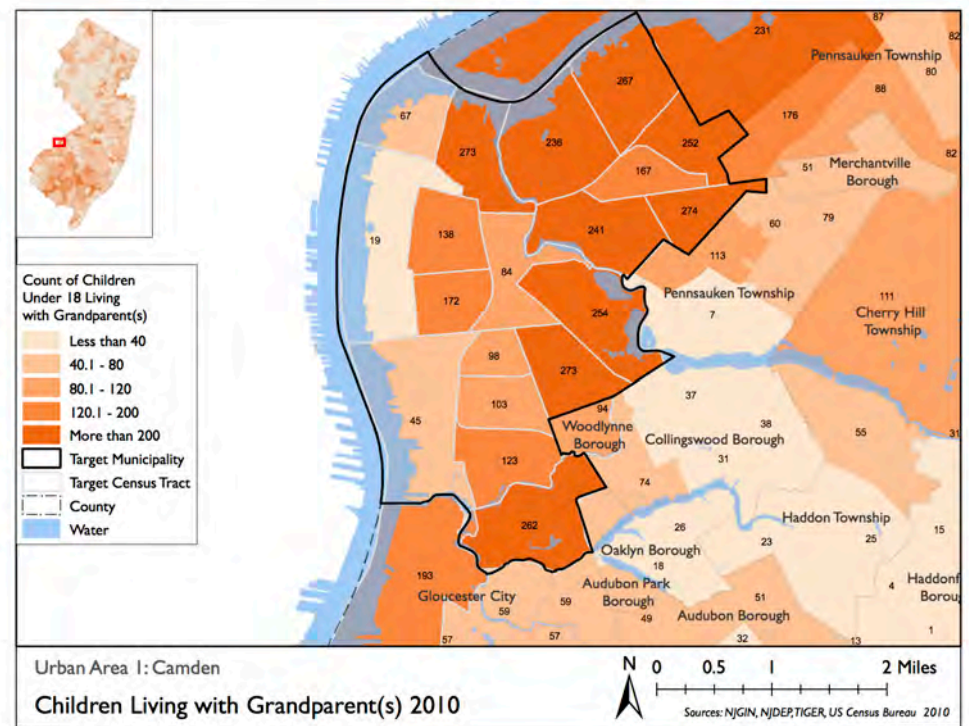 87
231
82
Pennsauken Township
267
80
88
67
176
236
252
273
82
51
Merchantville
Borough
167
274
79
60
138
241
19
113
84
Pennsauken Township
111
172
254
7
Cherry Hill
Township
98
273
37
103
94
38
45
Woodlynne
Borough
Collingswood Borough
55
31
31
123
74
262
26
Haddon Township
15
23
25
Oaklyn Borough
18
193
Gloucester City
Audubon Park
Borough
4
Haddonf
Boroug
59
59
51
49
Audubon Borough
1
57
57
32
13
Count of Children
Under 18 Living
with Grandparent(s)
Less than 40
40.1 - 80
80.1 - 120
120.1 - 200
More than 200
Target Municipality
Target Census Tract
County
Water
Urban Area 1: Camden
Children Living with Grandparent(s) 2010
N
0 0.5 1 2 Miles
Sources: NJGIN, NJDEP,TIGER, US Census Bureau 2010